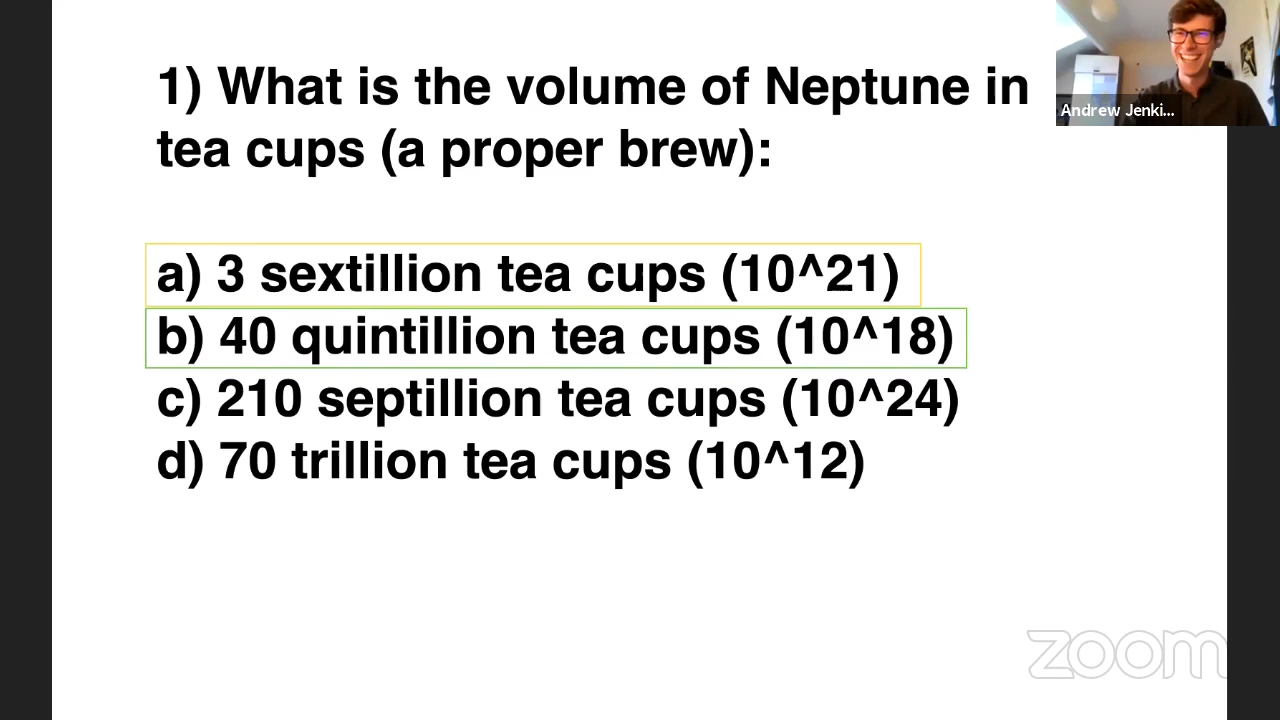 1) What is the volume of Neptune in
tea cups (a proper brew):
a) 3 sextillion tea cups (10^21)
b) 40 quintillion tea cups (10^18)
c) 210 septillion tea cups (10^24)
d) 70 trillion tea cups (10^12)
Andrew Jenki...
zoom